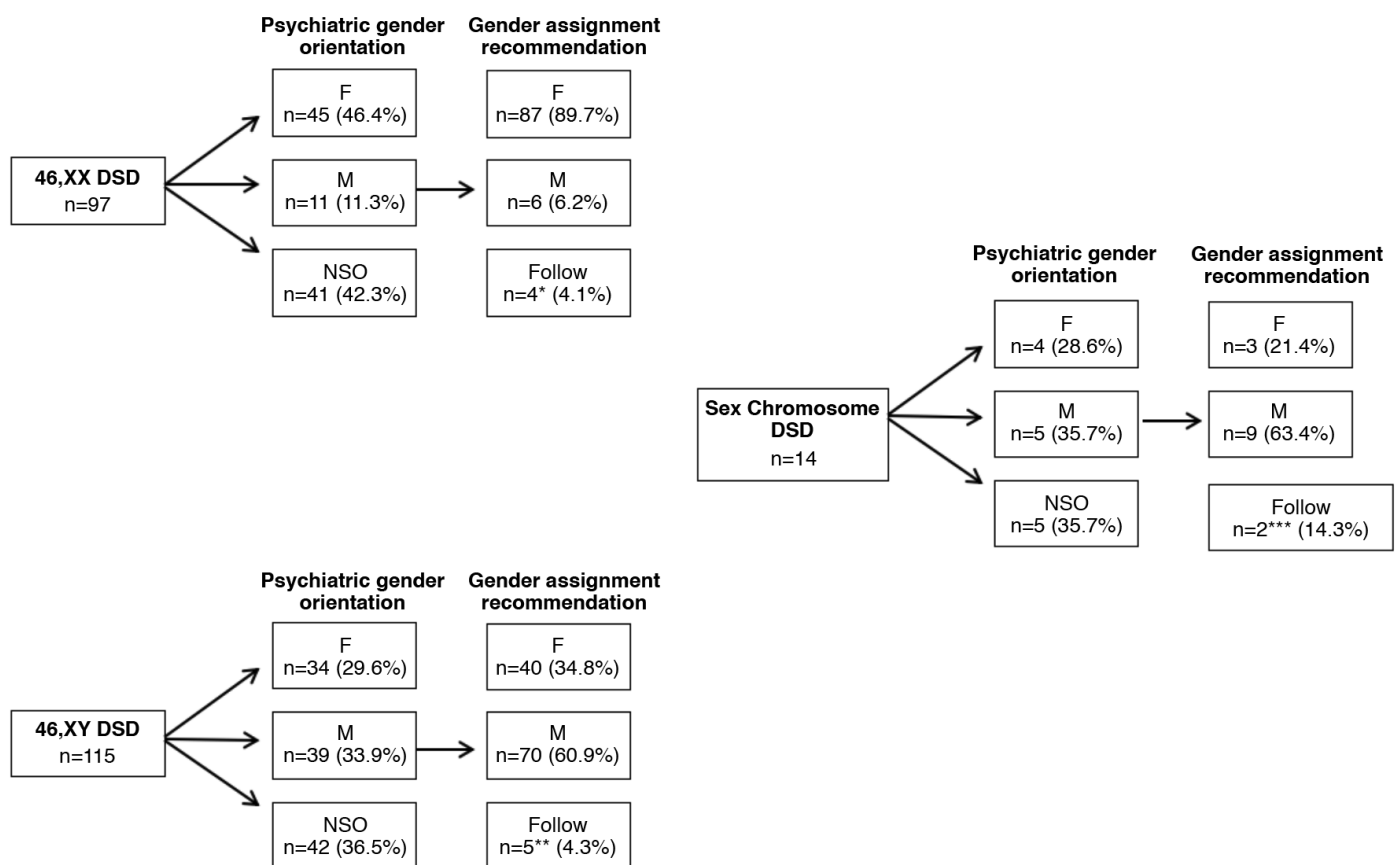 Psychiatric gender
orientation
Gender assignment
recommendation
F
n=45 (46.4%)
F
n=87 (89.7%)
46,XX DSD
n=97
M
n=11 (11.3%)
M
n=6 (6.2%)
NSO
n=41 (42.3%)
Follow
n=4* (4.1%)
Psychiatric gender
orientation
Gender assignment
recommendation
F
n=4 (28.6%)
F
n=3 (21.4%)
Sex Chromosome
DSD
n=14
M
n=5 (35.7%)
M
n=9 (63.4%)
NSO
n=5 (35.7%)
Follow
n=2*** (14.3%)
Psychiatric gender
orientation
Gender assignment
recommendation
F
n=34 (29.6%)
F
n=40 (34.8%)
46,XY DSD
n=115
M
n=39 (33.9%)
M
n=70 (60.9%)
NSO
n=42 (36.5%)
Follow
n=5** (4.3%)